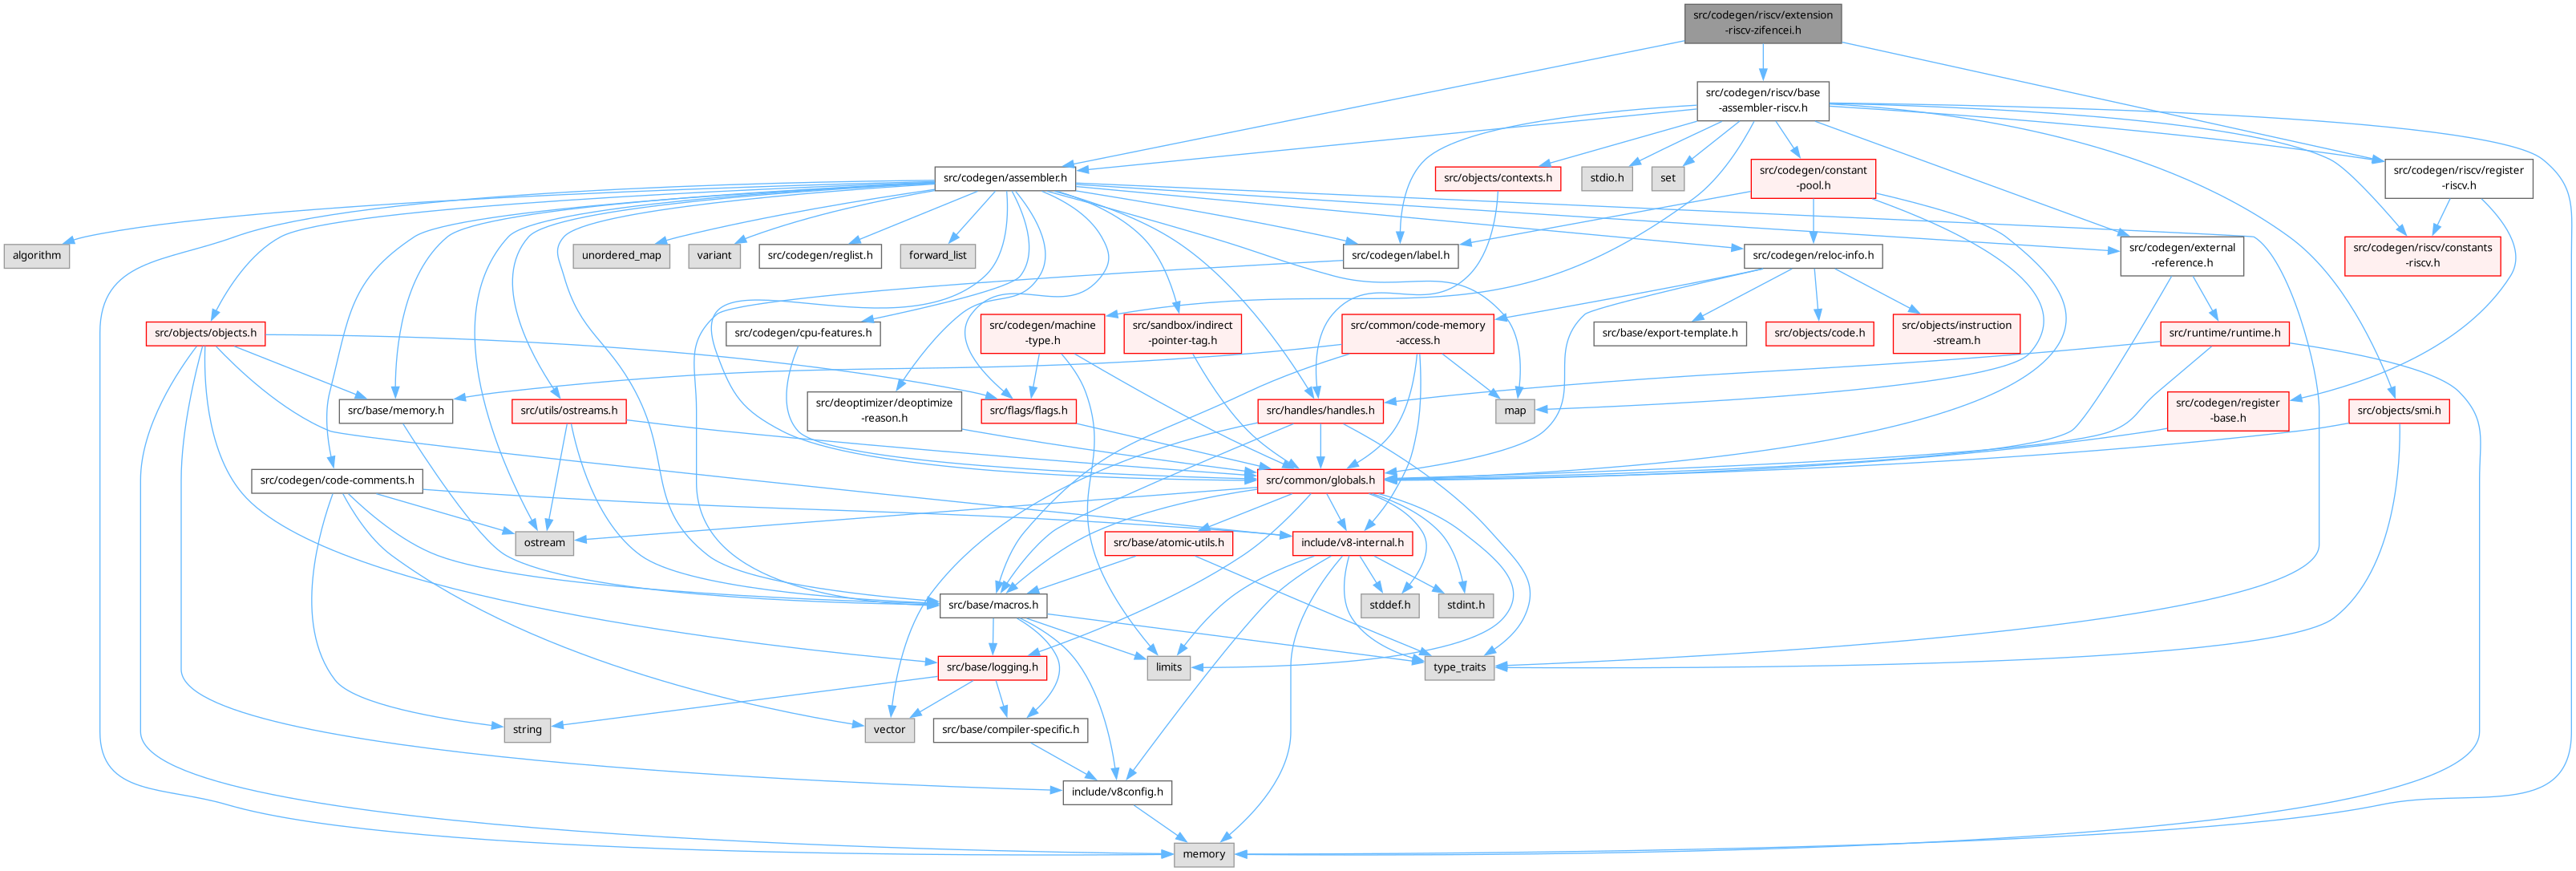 src/codegen/riscv/extension
-riscv-zifencei.h
src/codegen/riscv/base
-assembler-riscv.h
src/codegen/assembler.h
src/objects/contexts.h
stdio.h
set
src/codegen/constant
-pool.h
src/codegen/riscv/register
-riscv.h
algorithm
unordered_map
variant
src/codegen/reglist.h
forward_list
src/codegen/label.h
src/codegen/reloc-info.h
src/codegen/external
-reference.h
src/codegen/riscv/constants
-riscv.h
src/objects/objects.h
src/codegen/cpu-features.h
src/codegen/machine
-type.h
src/sandbox/indirect
-pointer-tag.h
src/common/code-memory
-access.h
src/base/export-template.h
src/objects/code.h
src/objects/instruction
-stream.h
src/runtime/runtime.h
src/base/memory.h
src/utils/ostreams.h
src/deoptimizer/deoptimize
-reason.h
src/flags/flags.h
src/handles/handles.h
map
src/codegen/register
-base.h
src/objects/smi.h
src/codegen/code-comments.h
src/common/globals.h
ostream
src/base/atomic-utils.h
include/v8-internal.h
src/base/macros.h
stddef.h
stdint.h
src/base/logging.h
limits
type_traits
string
vector
src/base/compiler-specific.h
include/v8config.h
memory